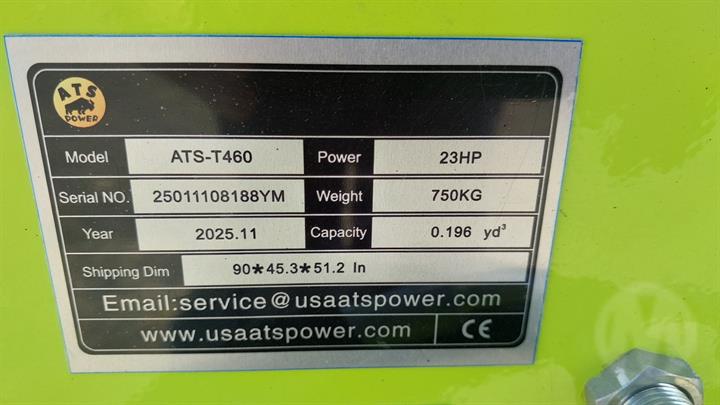 ATS
POWER
Model ATS-T460 Power 23HP
Serial NO. 25011108188YM Weight 750KG
Year 2025.11 Capacity 0.196 yd³
Shipping Dim 90*45.3*51.2 In
Email:service@usaatspower.com
www.usaatspower.com CE